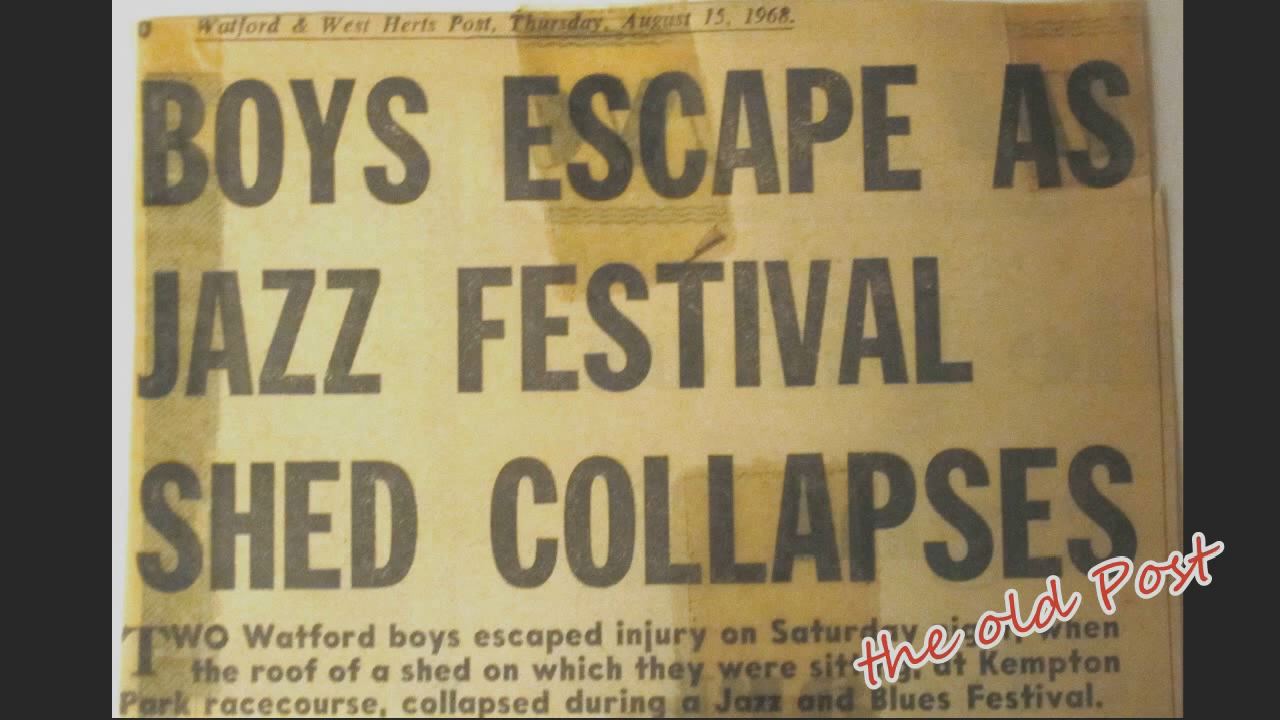 Watford & West Herts Post, Thursday, August 15, 1968.
BOYS ESCAPE AS
JAZZ FESTIVAL
SHED COLLAPSES
TWO Watford boys escaped injury on Saturday night, when
the roof of a shed on which they were sitting, at Kempton
Park racecourse, collapsed during a Jazz and Blues Festival.
the old Post